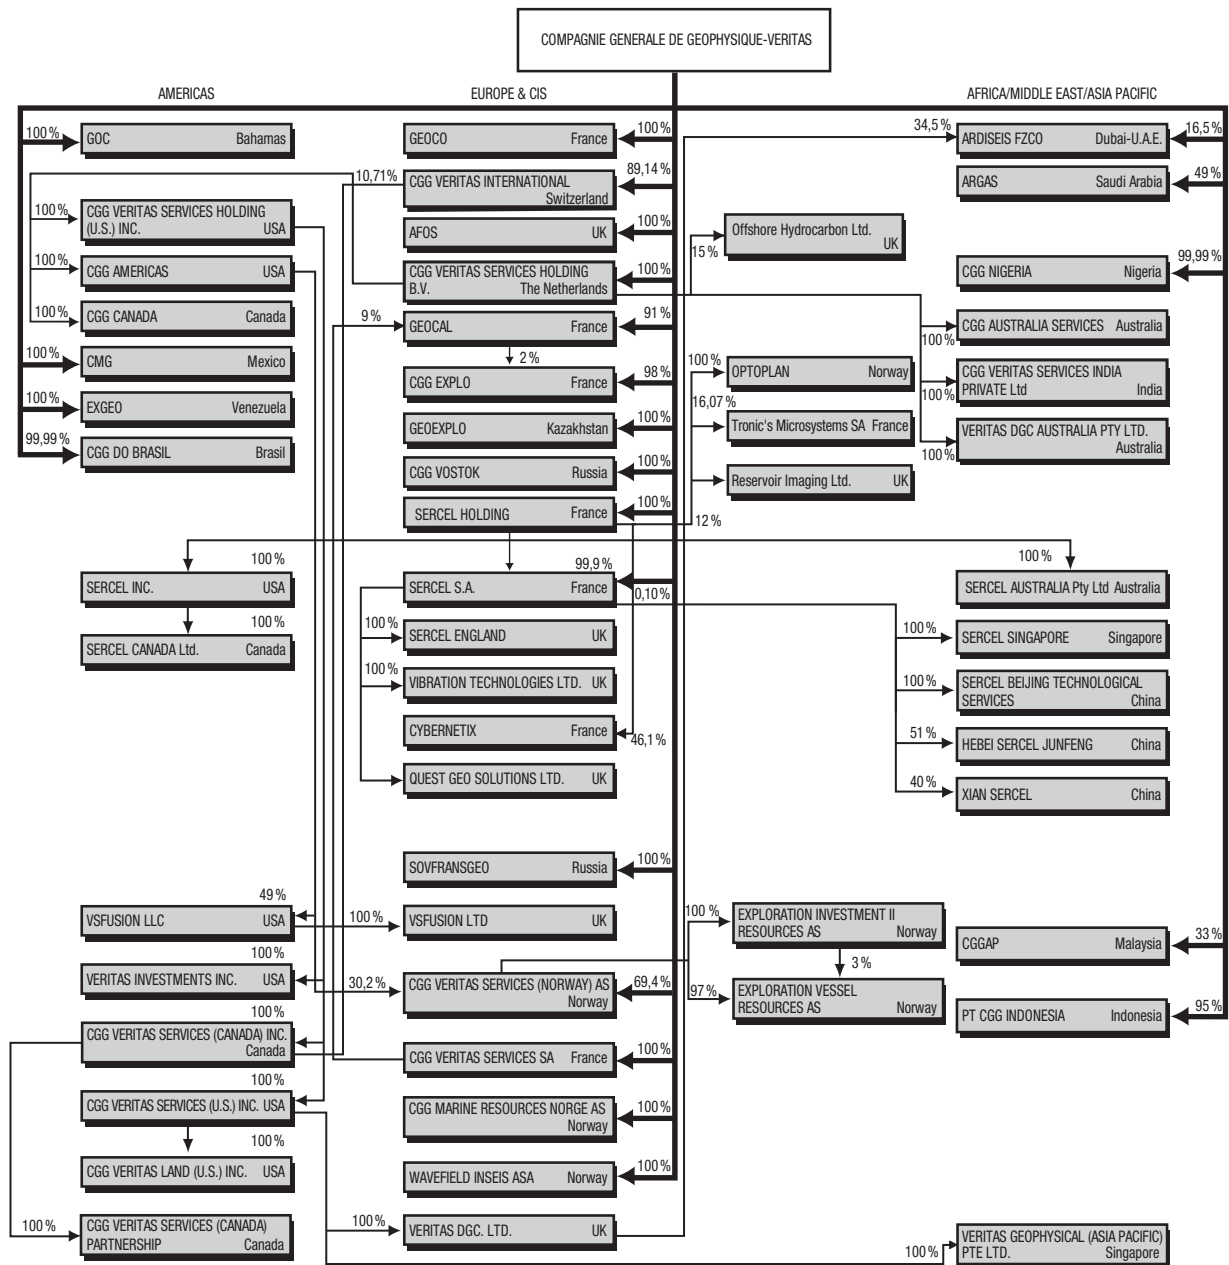 COMPAGNIE GENERALE DE GEOPHYSIQUE-VERITAS
AMERICAS
EUROPE & CIS
AFRICA/MIDDLE EAST/ASIA PACIFIC
100 %
GOC Bahamas
100 %
CGG VERITAS SERVICES HOLDING
(U.S.) INC. USA
100 %
CGG AMERICAS USA
100 %
CGG CANADA Canada
100 %
CMG Mexico
100 %
EXGEO Venezuela
99,99 %
CGG DO BRASIL Brasil
100 %
SERCEL INC. USA
100 %
SERCEL CANADA Ltd. Canada
49 %
VSFUSION LLC USA
100 %
VERITAS INVESTMENTS INC. USA
100 %
CGG VERITAS SERVICES (CANADA) INC.
Canada
100 %
CGG VERITAS SERVICES (U.S.) INC. USA
100 %
CGG VERITAS LAND (U.S.) INC. USA
100 %
CGG VERITAS SERVICES (CANADA)
PARTNERSHIP Canada
GEOCO France
100 %
10,71 %
CGG VERITAS INTERNATIONAL
Switzerland
89,14 %
AFOS UK
100 %
CGG VERITAS SERVICES HOLDING
B.V. The Netherlands
100 %
9 %
GEOCAL France
91 %
2 %
CGG EXPLO France
98 %
GEOEXPLO Kazakhstan
100 %
CGG VOSTOK Russia
100 %
SERCEL HOLDING France
100 %
12 %
99,9 %
SERCEL S.A. France
0,10 %
100 %
SERCEL ENGLAND UK
100 %
VIBRATION TECHNOLOGIES LTD. UK
CYBERNETIX France
46,1 %
QUEST GEO SOLUTIONS LTD. UK
SOVFRANSGEO Russia
100 %
100 %
VSFUSION LTD UK
30,2 %
CGG VERITAS SERVICES (NORWAY) AS
Norway
69,4 %
CGG VERITAS SERVICES SA France
100 %
CGG MARINE RESOURCES NORGE AS
Norway
100 %
WAVEFIELD INSEIS ASA Norway
100 %
100 %
VERITAS DGC. LTD. UK
Offshore Hydrocarbon Ltd.
UK
15 %
100 %
OPTOPLAN Norway
16,07 %
Tronic's Microsystems SA France
Reservoir Imaging Ltd. UK
100 %
EXPLORATION INVESTMENT II
RESOURCES AS Norway
3 %
97 %
EXPLORATION VESSEL
RESOURCES AS Norway
34,5 %
ARDISEIS FZCO Dubai-U.A.E.
16,5 %
ARGAS Saudi Arabia
49 %
CGG NIGERIA Nigeria
99,99 %
CGG AUSTRALIA SERVICES Australia
100 %
CGG VERITAS SERVICES INDIA
PRIVATE Ltd India
100 %
VERITAS DGC AUSTRALIA PTY LTD.
Australia
100 %
100 %
SERCEL AUSTRALIA Pty Ltd Australia
100 %
SERCEL SINGAPORE Singapore
100 %
SERCEL BEIJING TECHNOLOGICAL
SERVICES China
51 %
HEBEI SERCEL JUNFENG China
40 %
XIAN SERCEL China
CGGAP Malaysia
33 %
PT CGG INDONESIA Indonesia
95 %
100 %
VERITAS GEOPHYSICAL (ASIA PACIFIC)
PTE LTD. Singapore